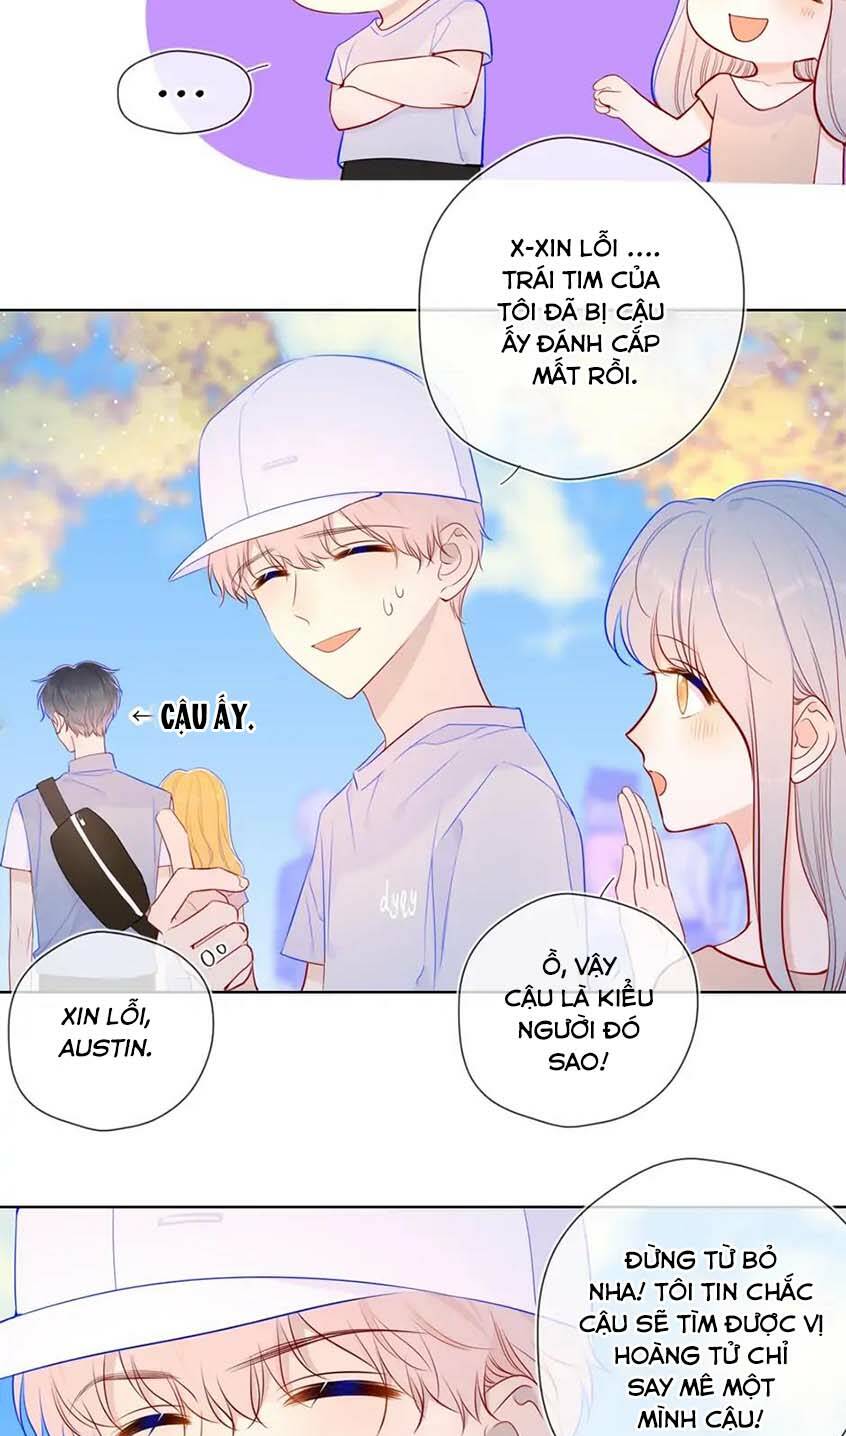 ...
X-XIN LỖI ....
TRÁI TIM CỦA
TÔI ĐÃ BỊ CẬU
ẤY ĐÁNH CẮP
MẤT RỒI.
← CẬU ẤY.
dyey
XIN LỖI,
AUSTIN.
Ồ, VẬY
CẬU LÀ KIỂU
NGƯỜI ĐÓ
SAO!
ĐỪNG TỪ BỎ
NHA! TÔI TIN CHẮC
CẬU SẼ TÌM ĐƯỢC VỊ
HOÀNG TỬ CHỈ
SAY MÊ MỘT
MÌNH CẬU!